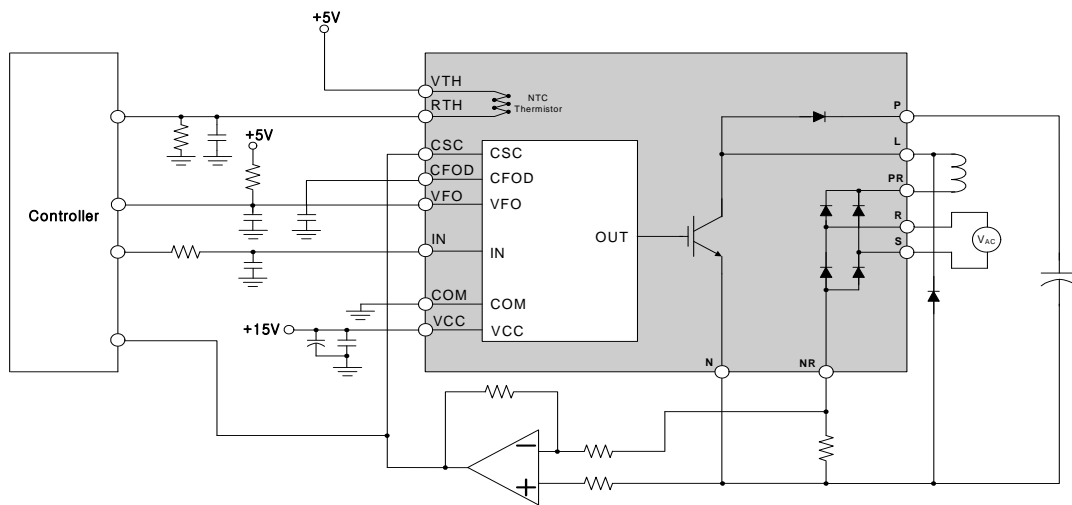 +5V
VTH
NTC
Thermistor
RTH
P
+5V
CSC
CSC
L
CFOD
CFOD
PR
Controller
VFO
VFO
R
OUT
VAC
IN
IN
S
COM
COM
+15V
VCC
VCC
N
NR
−
+